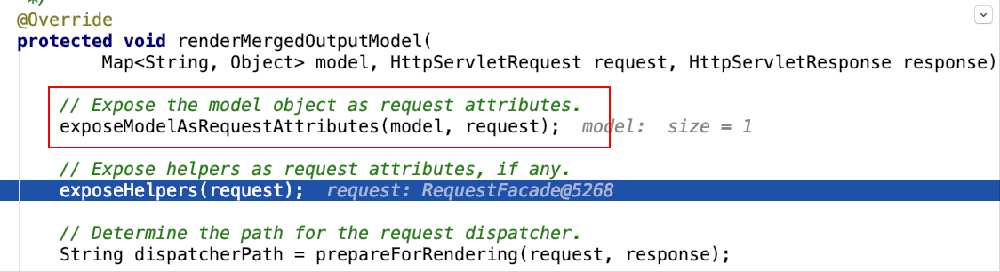 */
@Override
protected void renderMergedOutputModel(
Map<String, Object> model, HttpServletRequest request, HttpServletResponse response)
// Expose the model object as request attributes.
exposeModelAsRequestAttributes(model, request); model: size = 1
// Expose helpers as request attributes, if any.
exposeHelpers(request); request: RequestFacade@5268
// Determine the path for the request dispatcher.
String dispatcherPath = prepareForRendering(request, response);